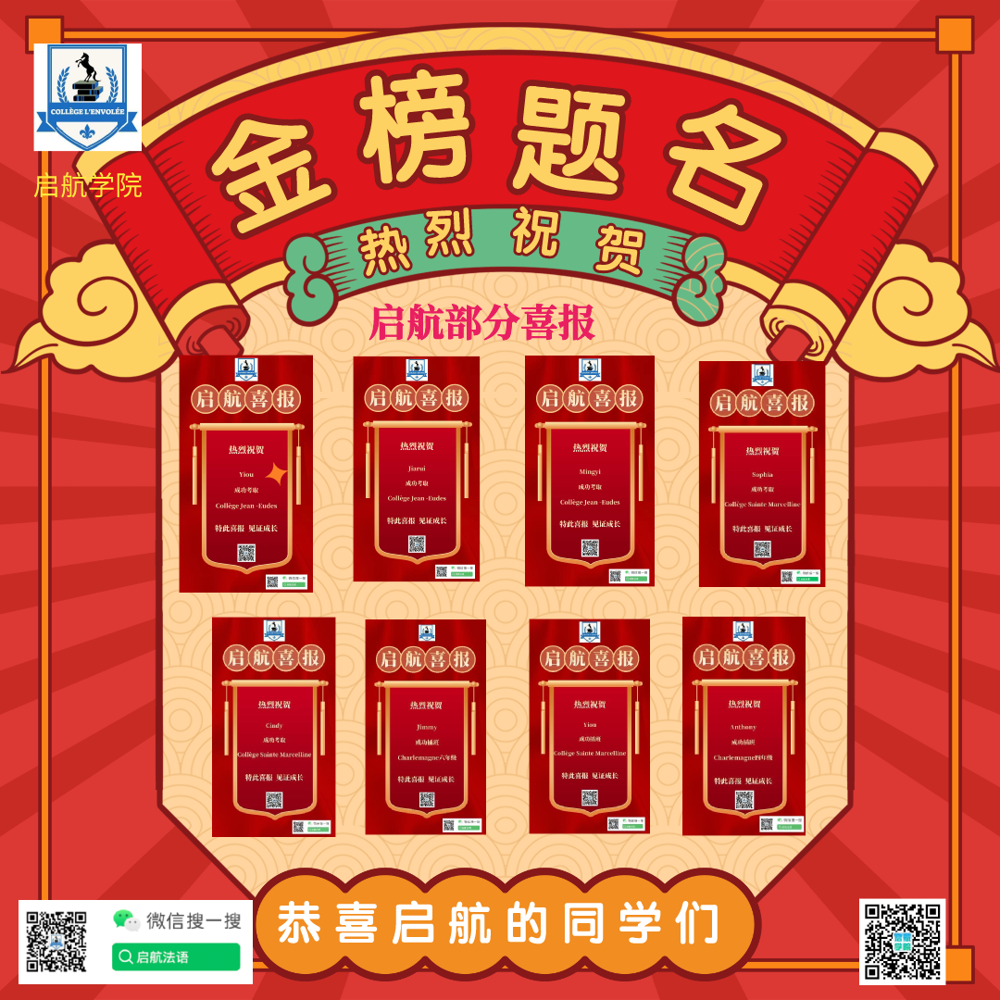 COLLÈGE L'ENVOLÉE
启航学院
金榜题名
热烈祝贺
启航部分喜报
启航喜报
热烈祝贺
Yiou
成功考取
Collège Jean -Eudes
特此喜报 见证成长
启航喜报
热烈祝贺
Jiarui
成功考取
Collège Jean -Eudes
特此喜报 见证成长
启航喜报
热烈祝贺
Mingyi
成功考取
Collège Jean -Eudes
特此喜报 见证成长
启航喜报
热烈祝贺
Sophia
成功考取
Collège Sainte Marcelline
特此喜报 见证成长
启航喜报
热烈祝贺
Cindy
成功考取
Collège Sainte Marcelline
特此喜报 见证成长
启航喜报
热烈祝贺
Jimmy
成功插班
Charlemagne六年级
特此喜报 见证成长
启航喜报
热烈祝贺
Yiou
成功插班
Collège Sainte Marcelline
特此喜报 见证成长
启航喜报
热烈祝贺
Anthony
成功插班
Charlemagne四年级
特此喜报 见证成长
恭喜启航的同学们
微信搜一搜
启航法语